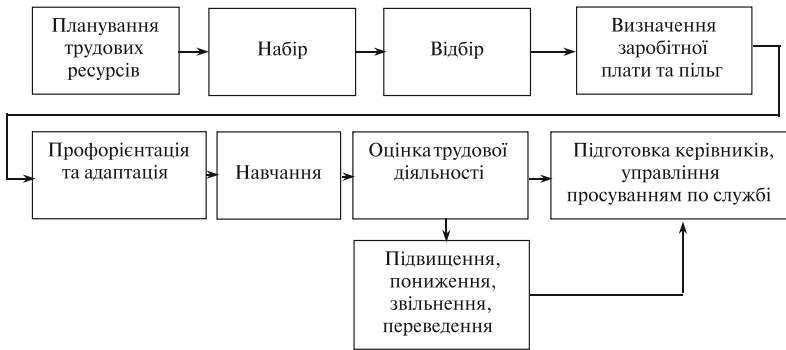 Планування
трудових
ресурсів
Набір
Відбір
Визначення
заробітної
плати та пільг
Профорієнтація
та адаптація
Навчання
Оцінка трудової
діяльності
Підготовка керівників,
управління
просуванням по службі
Підвищення,
пониження,
звільнення,
переведення